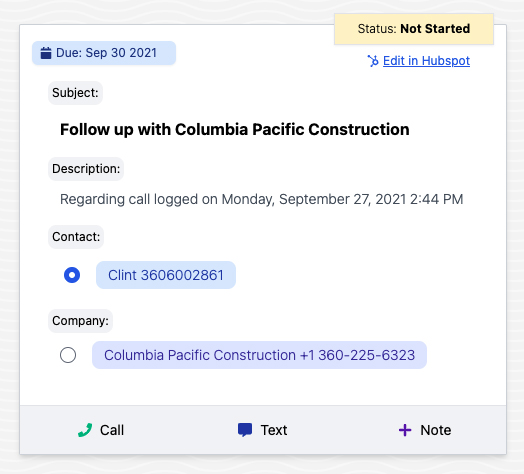 Status: Not Started
Due: Sep 30 2021
Edit in Hubspot
Subject:
Follow up with Columbia Pacific Construction
Description:
Regarding call logged on Monday, September 27, 2021 2:44 PM
Contact:
Clint 3606002861
Company:
Columbia Pacific Construction +1 360-225-6323
Call Text Note